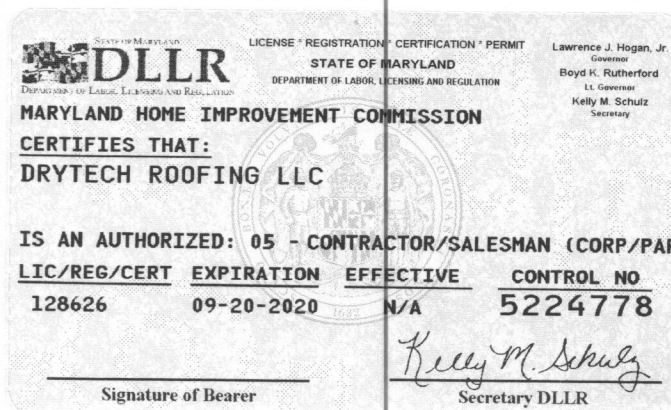 STATE OF MARYLAND
DLLR
DEPARTMENT OF LABOR, LICENSING AND REGULATION
LICENSE * REGISTRATION * CERTIFICATION * PERMIT
STATE OF MARYLAND
DEPARTMENT OF LABOR, LICENSING AND REGULATION
Lawrence J. Hogan, Jr.
Governor
Boyd K. Rutherford
Lt. Governor
Kelly M. Schulz
Secretary
MARYLAND HOME IMPROVEMENT COMMISSION
CERTIFIES THAT:
DRYTECH ROOFING LLC
IS AN AUTHORIZED: 05 - CONTRACTOR/SALESMAN (CORP/PAR
LIC/REG/CERT EXPIRATION EFFECTIVE CONTROL NO
128626 09-20-2020 N/A 5224778
1632
Kelly M. Schulz
Signature of Bearer Secretary DLLR